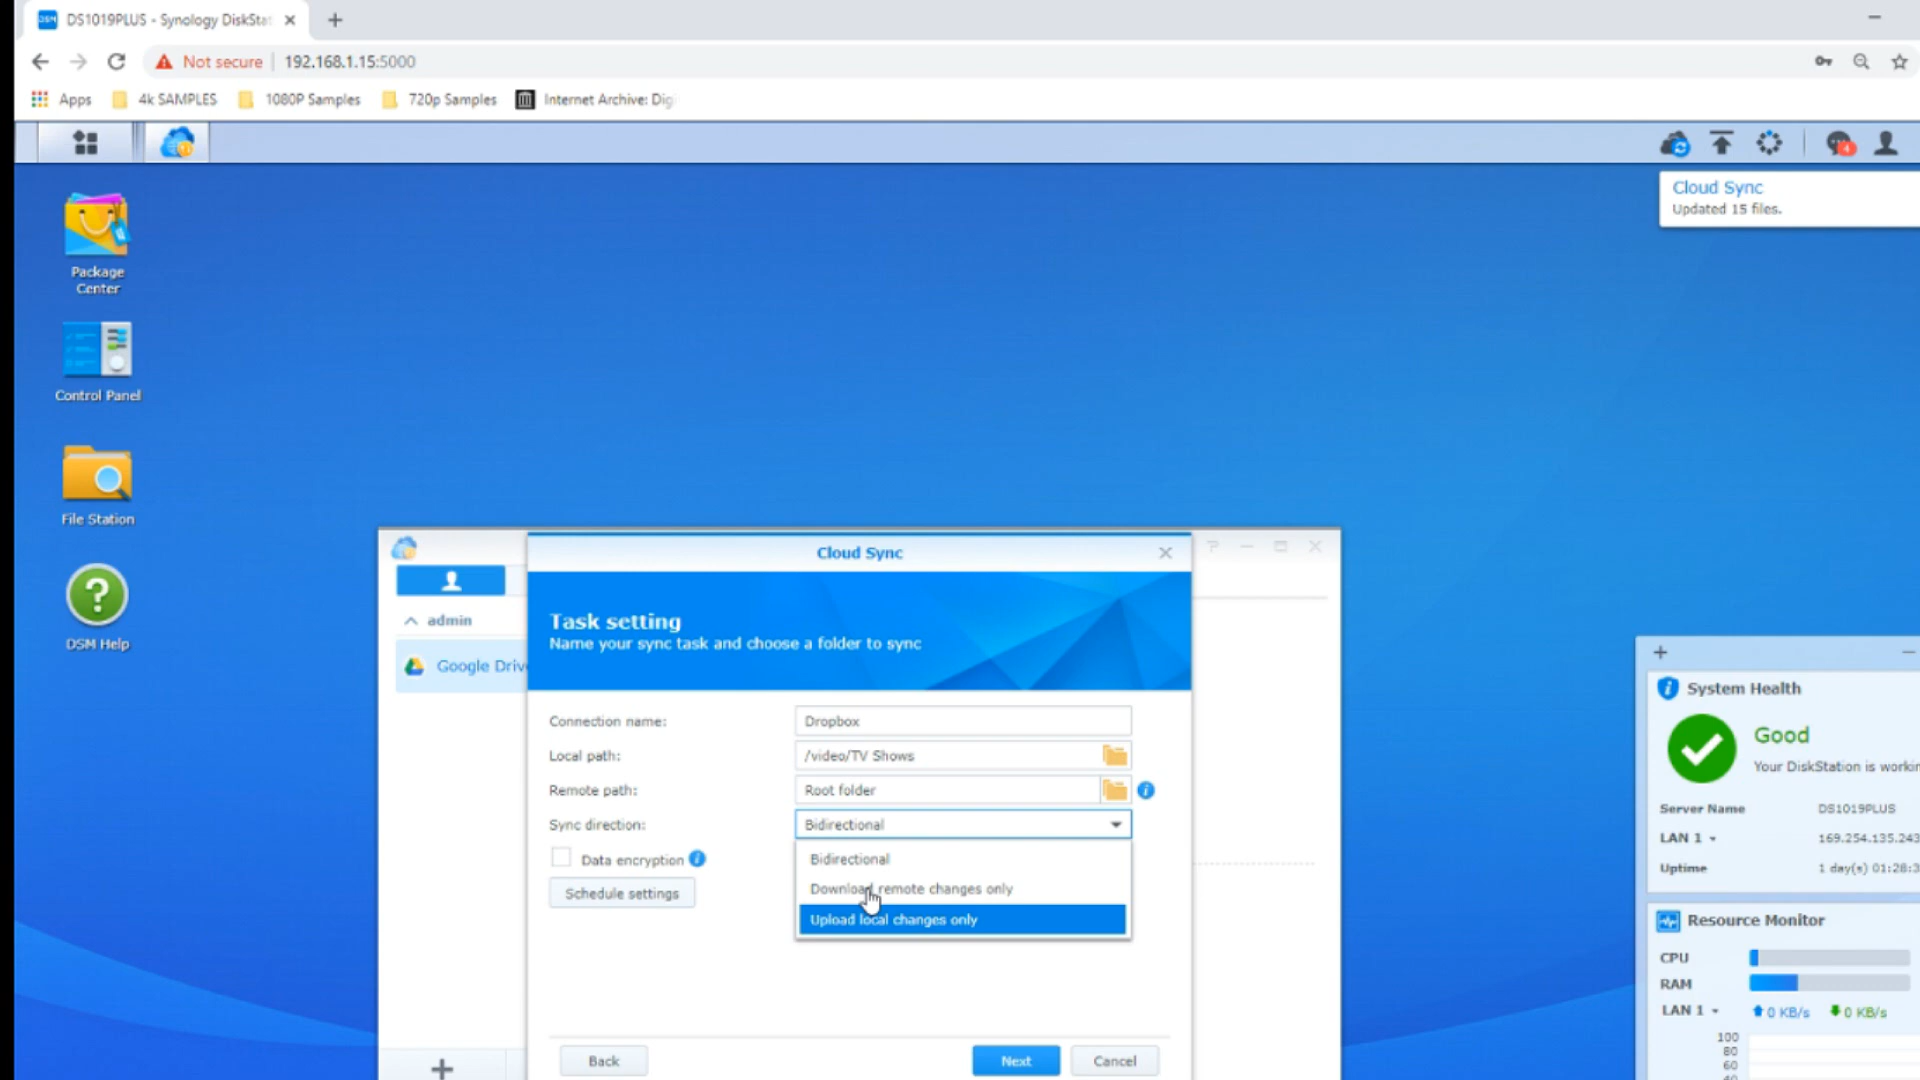 DS1019PLUS - Synology DiskSta
Not secure
192.168.1.15:5000
Apps
4k SAMPLES
1080P Samples
720p Samples
Internet Archive: Digi
Cloud Sync
Updated 15 files.
Package
Center
Control Panel
File Station
DSM Help
Cloud Sync
admin
Google Driv
Task setting
Name your sync task and choose a folder to sync
Connection name:
Dropbox
Local path:
/video/TV Shows
Remote path:
Root folder
Sync direction:
Bidirectional
Bidirectional
Data encryption
Download remote changes only
Schedule settings
Upload local changes only
Back
Next
Cancel
System Health
Good
Your DiskStation is workin
Server Name
DS1019PLUS
LAN 1
169.254.135.243
Uptime
1 day(s) 01:28:3
Resource Monitor
CPU
RAM
LAN 1
0 KB/s
0 KB/s
100
80
60
40